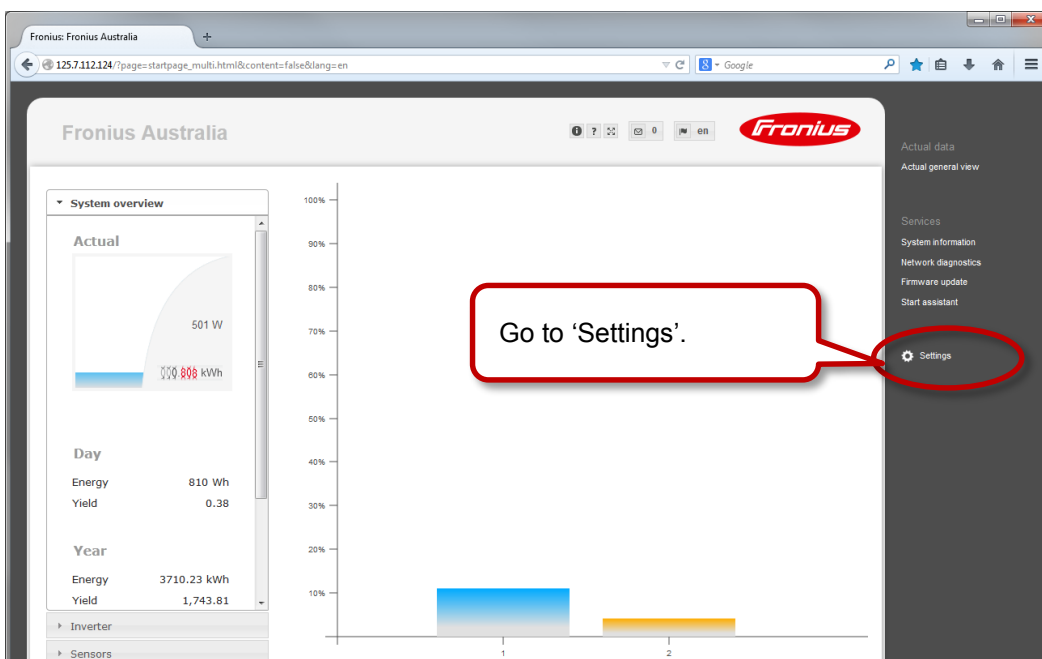 Fronius: Fronius Australia
125.7.112.124/?page=startpage_multi.html&content=false&lang=en
Google
Fronius Australia
0
en
Fronius
Actual data
Actual general view
Services
System information
Network diagnostics
Firmware update
Start assistant
Settings
System overview
Actual
501 W
kWh
Day
Energy 810 Wh
Yield 0.38
Year
Energy 3710.23 kWh
Yield 1,743.81
Inverter
Sensors
100%
90%
80%
70%
60%
50%
40%
30%
20%
10%
1 2
Go to ‘Settings’.